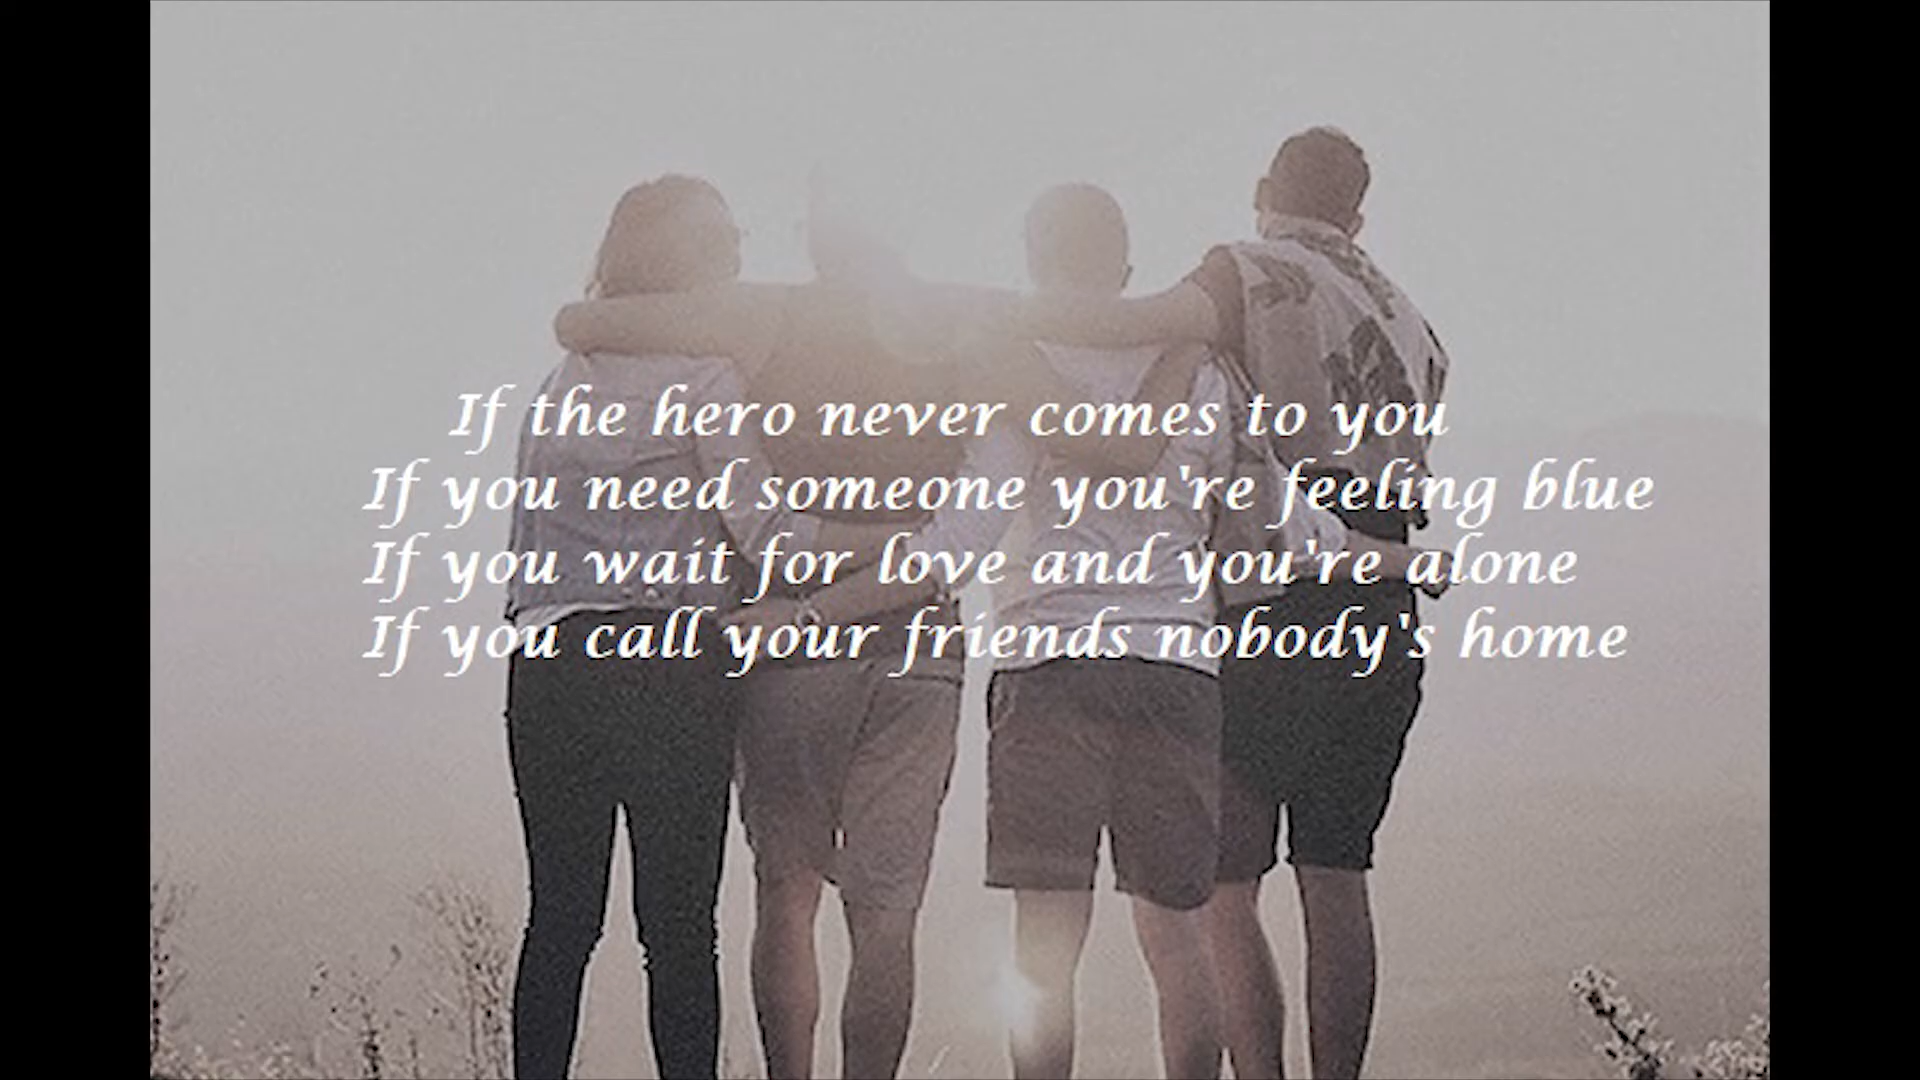 If the hero never comes to you
If you need someone you're feeling blue
If you wait for love and you're alone
If you call your friends nobody's home